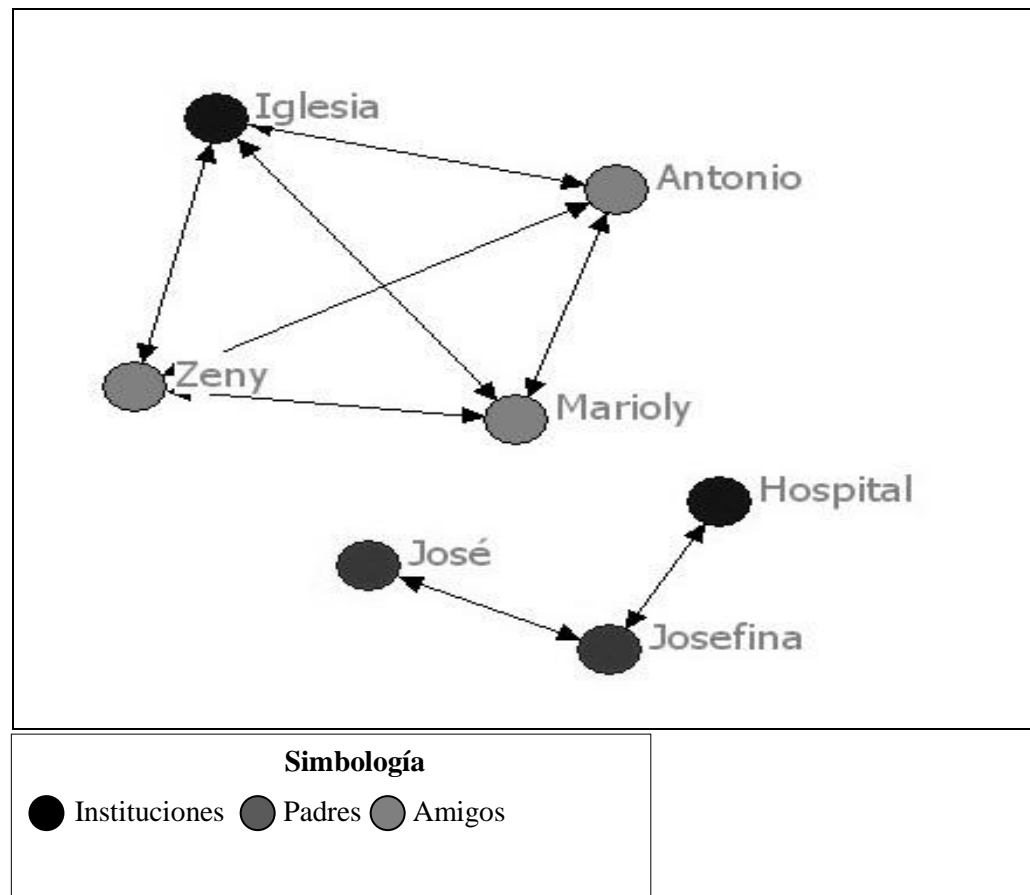 Iglesia
Antonio
Zeny
Marioly
Hospital
José
Josefina
Simbología
Instituciones Padres Amigos